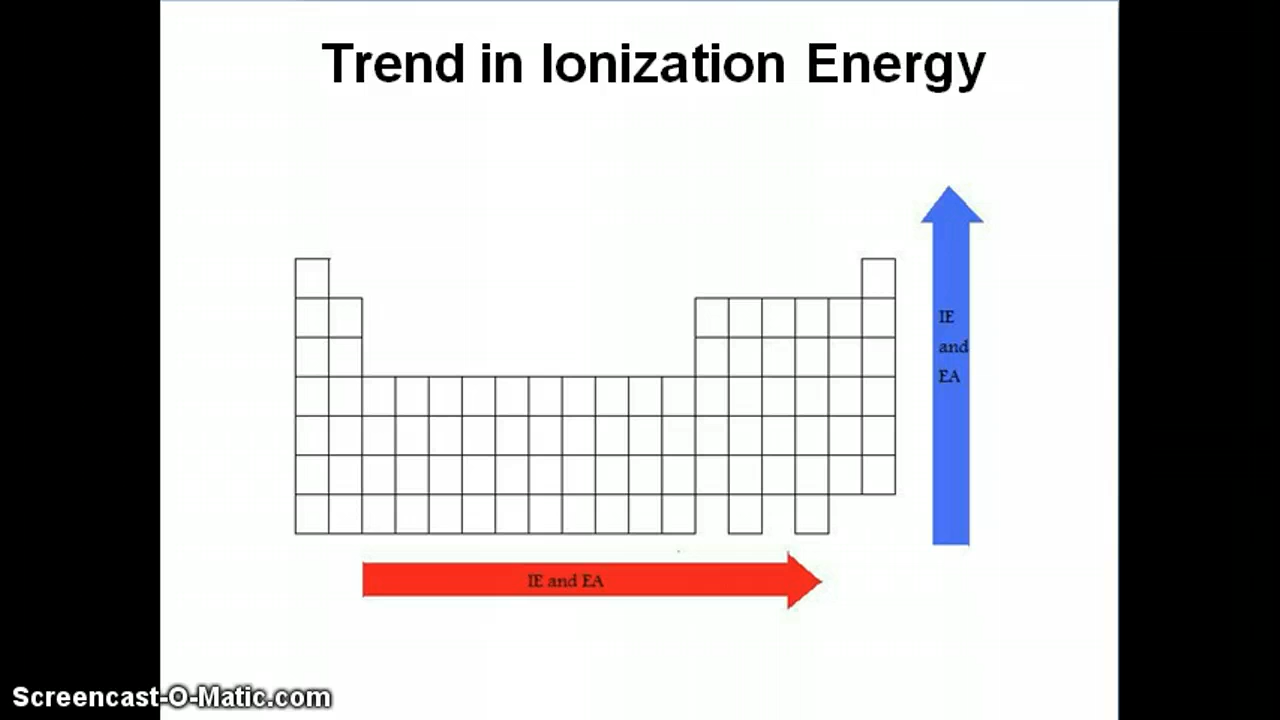 Trend in Ionization Energy
IE
and
EA
IE and EA
Screencast-O-Matic.com